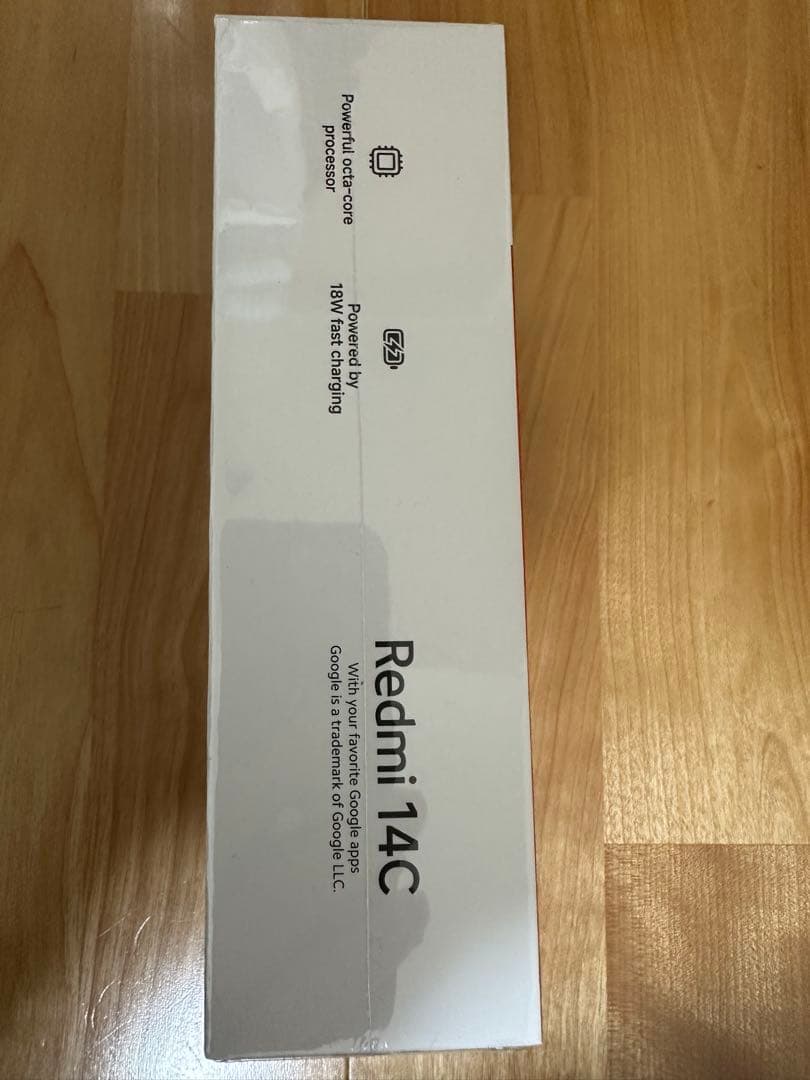 Powerful octa-core
processor
Powered by
18W fast charging
Redmi 14C
With your favorite Google apps
Google is a trademark of Google LLC.